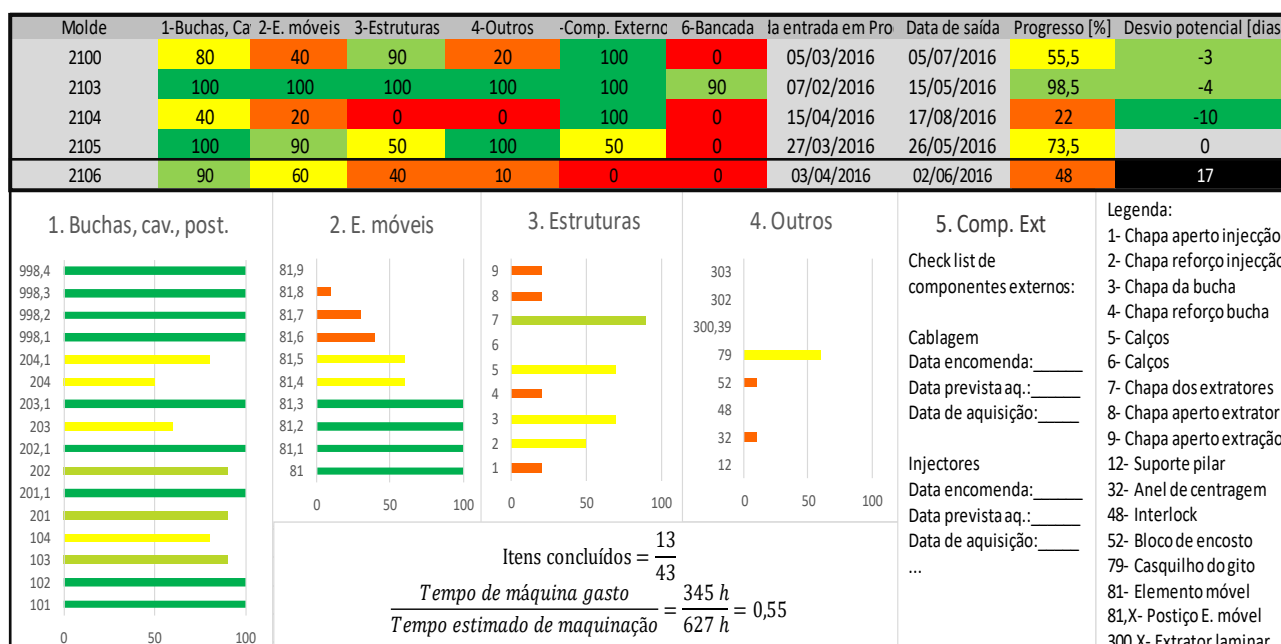 Molde 1-Buchas, Ca 2-E. móveis 3-Estruturas 4-Outros -Comp. Externo 6-Bancada da entrada em Pro Data de saída Progresso [%] Desvio potencial [dias
2100 80 40 90 20 100 0 05/03/2016 05/07/2016 55,5 -3
2103 100 100 100 100 100 90 07/02/2016 15/05/2016 98,5 -4
2104 40 20 0 0 100 0 15/04/2016 17/08/2016 22 -10
2105 100 90 50 100 50 0 27/03/2016 26/05/2016 73,5 0
2106 90 60 40 10 0 0 03/04/2016 02/06/2016 48 17
1. Buchas, cav., post.
998,4
998,3
998,2
998,1
204,1
204
203,1
203
202,1
202
201,1
201
104
103
102
101
0 50 100
2. E. móveis
81,9
81,8
81,7
81,6
81,5
81,4
81,3
81,2
81,1
81
0 50 100
3. Estruturas
9
8
7
6
5
4
3
2
1
0 50 100
4. Outros
303
302
300,39
79
52
48
32
12
0 50 100
Itens concluídos = 13/43
Tempo de máquina gasto / Tempo estimado de maquinação = 345 h / 627 h = 0,55
5. Comp. Ext
Check list de
componentes externos:
Cablagem
Data encomenda:_____
Data prevista aq.:_____
Data de aquisição:____
Injectores
Data encomenda:_____
Data prevista aq.:_____
Data de aquisição:____
...
Legenda:
1- Chapa aperto injecção
2- Chapa reforço injecção
3- Chapa da bucha
4- Chapa reforço bucha
5- Calços
6- Calços
7- Chapa dos extratores
8- Chapa aperto extrator
9- Chapa aperto extração
12- Suporte pilar
32- Anel de centragem
48- Interlock
52- Bloco de encosto
79- Casquilho do gito
81- Elemento móvel
81,X- Postiço E. móvel
300,X- Extrator laminar